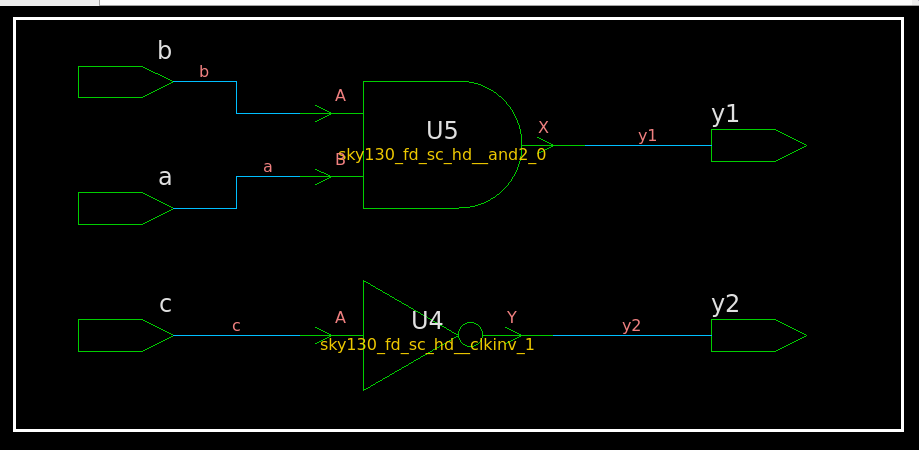 b
b
A
U5
X
y1
y1
sky130_fd_sc_hd__and2_0
B
a
a
c
c
A
U4
sky130_fd_sc_hd__clkinv_1
Y
y2
y2